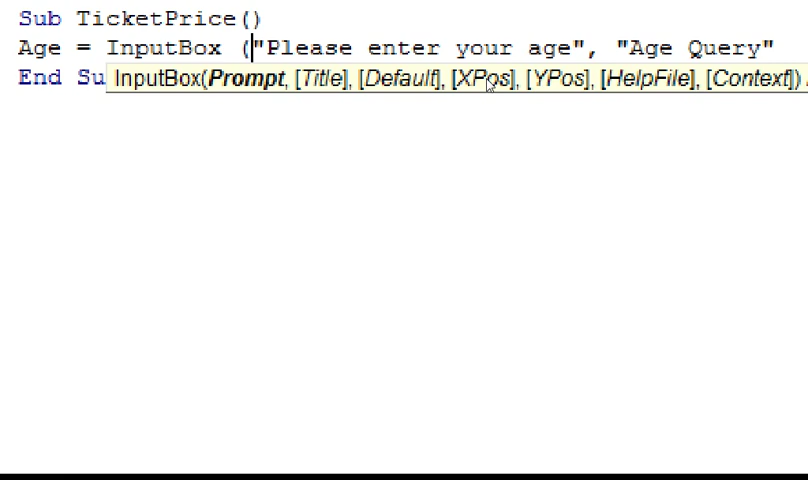 Sub TicketPrice()
Age = InputBox ("Please enter your age", "Age Query"
End Su
InputBox(Prompt, [Title], [Default], [XPos], [YPos], [HelpFile], [Context])